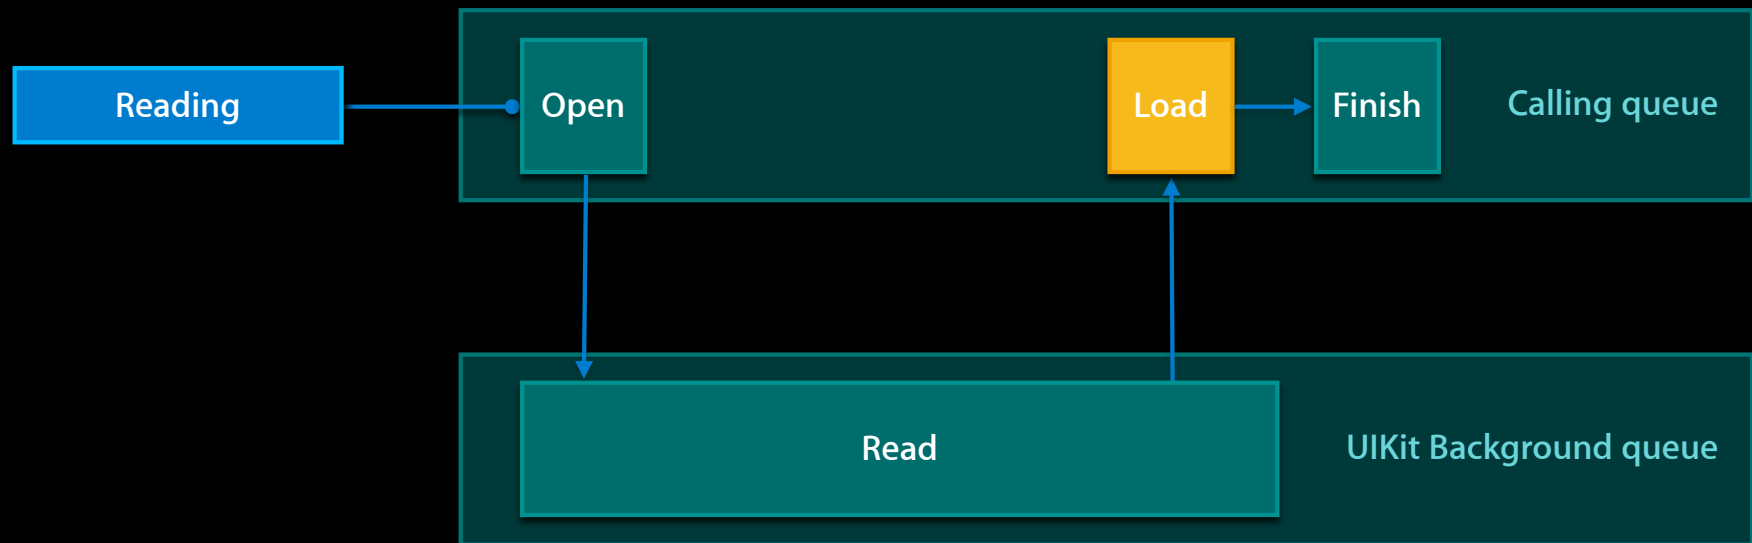 Reading
Open
Load
Finish
Calling queue
Read
UIKit Background queue